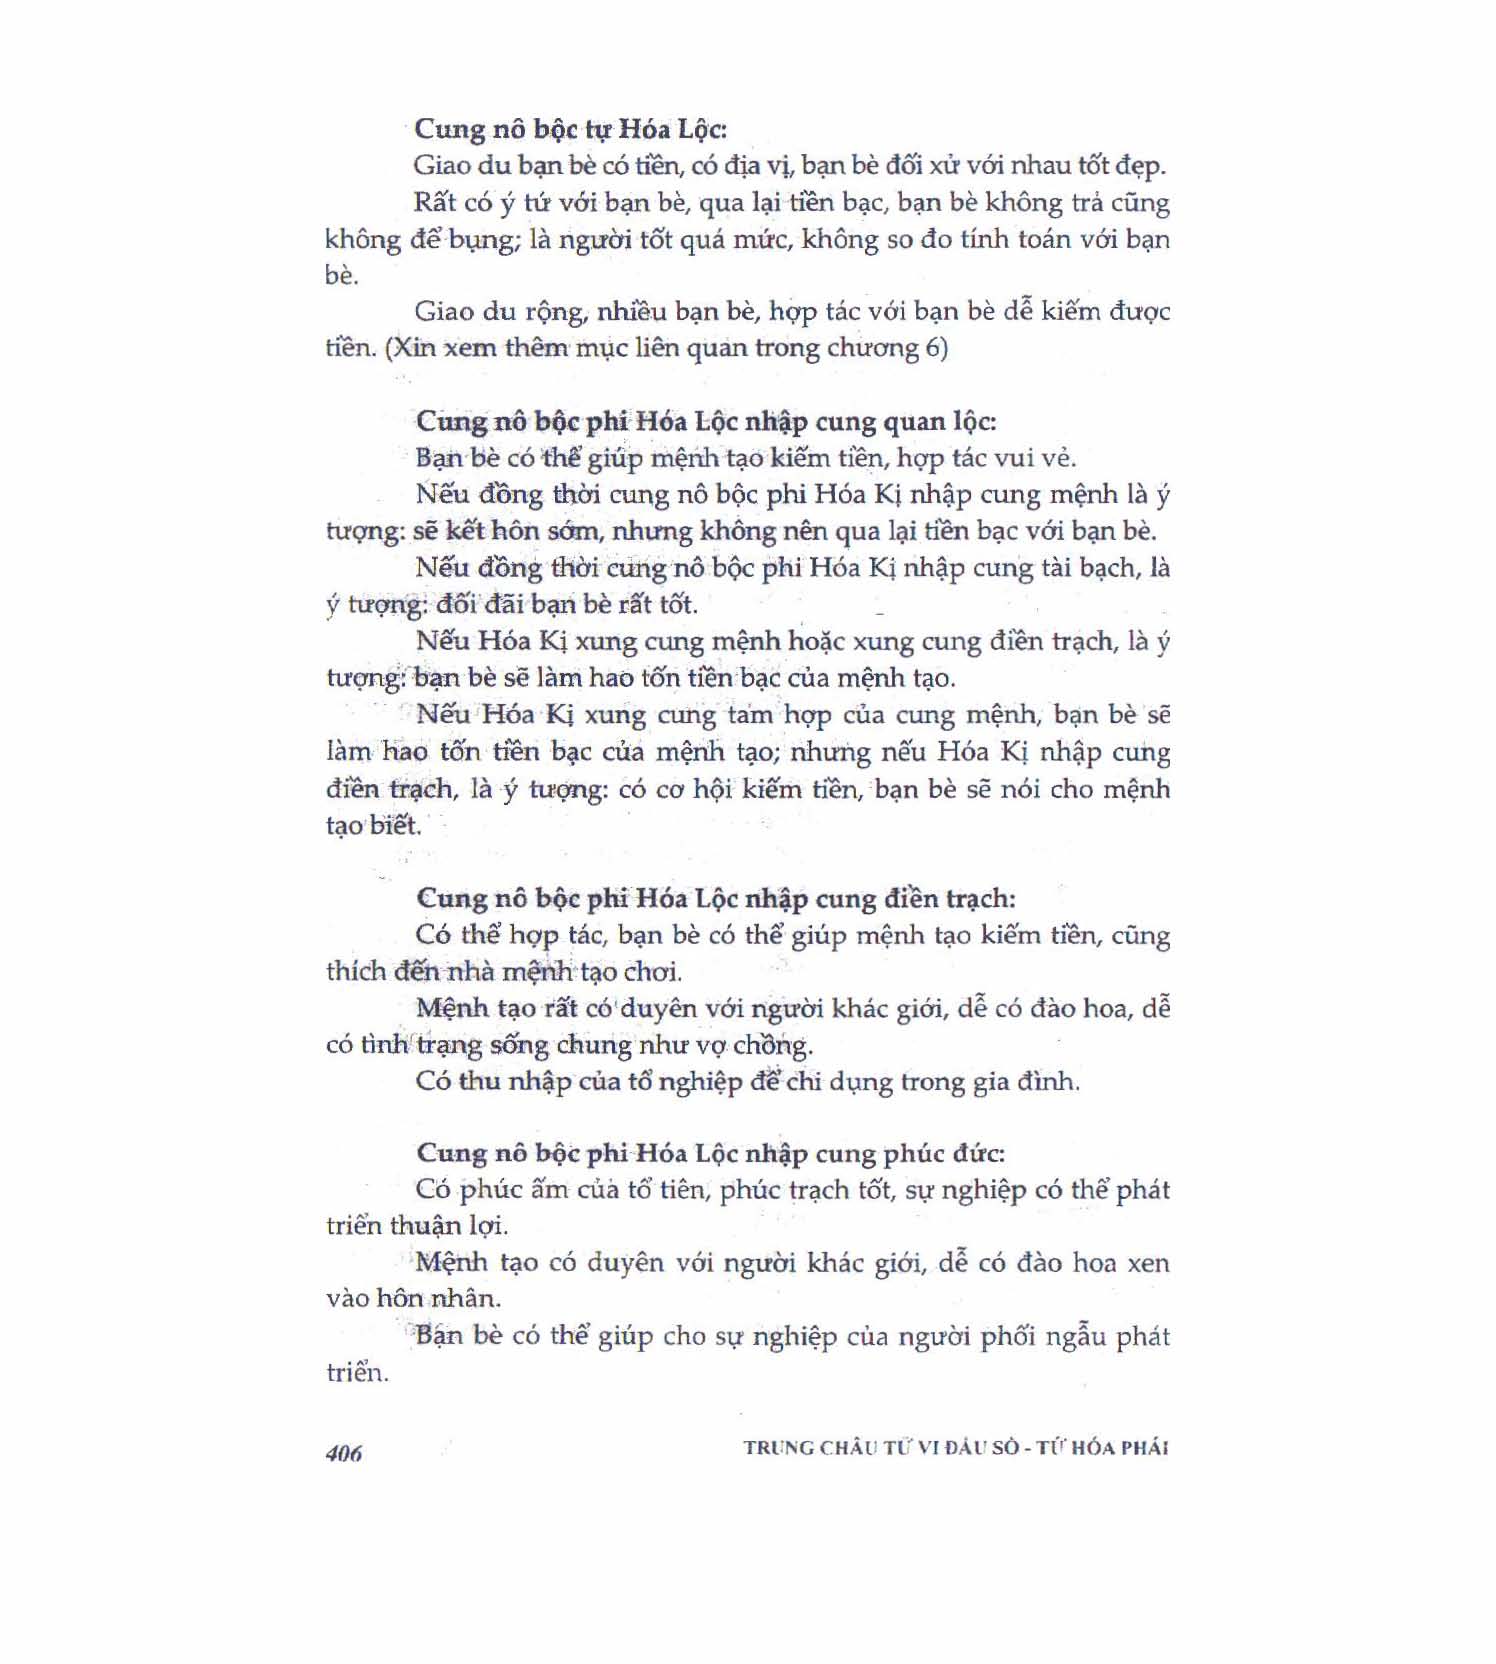 Cung nô bộc tự Hóa Lộc:
Giao du bạn bè có tiền, có địa vị, bạn bè đối xử với nhau tốt đẹp.
Rất có ý tứ với bạn bè, qua lại tiền bạc, bạn bè không trả cũng
không để bụng; là người tốt quá mức, không so đo tính toán với bạn
bè.
Giao du rộng, nhiều bạn bè, hợp tác với bạn bè dễ kiếm được
tiền. (Xin xem thêm mục liên quan trong chương 6)
Cung nô bộc phi Hóa Lộc nhập cung quan lộc:
Bạn bè có thể giúp mệnh tạo kiếm tiền, hợp tác vui vẻ.
Nếu đồng thời cung nô bộc phi Hóa Kị nhập cung mệnh là ý
tượng: sẽ kết hôn sớm, nhưng không nên qua lại tiền bạc với bạn bè.
Nếu đồng thời cung nô bộc phi Hóa Kị nhập cung tài bạch, là
ý tượng: đối đãi bạn bè rất tốt.
Nếu Hóa Kị xung cung mệnh hoặc xung cung điền trạch, là ý
tượng: bạn bè sẽ làm hao tốn tiền bạc của mệnh tạo.
Nếu Hóa Kị xung cung tam hợp của cung mệnh, bạn bè sẽ
làm hao tốn tiền bạc của mệnh tạo; nhưng nếu Hóa Kị nhập cung
điền trạch, là ý tượng: có cơ hội kiếm tiền, bạn bè sẽ nói cho mệnh
tạo biết.
Cung nô bộc phi Hóa Lộc nhập cung điền trạch:
Có thể hợp tác, bạn bè có thể giúp mệnh tạo kiếm tiền, cũng
thích đến nhà mệnh tạo chơi.
Mệnh tạo rất có duyên với người khác giới, dễ có đào hoa, dễ
có tình trạng sống chung như vợ chồng.
Có thu nhập của tổ nghiệp để chi dụng trong gia đình.
Cung nô bộc phi Hóa Lộc nhập cung phúc đức:
Có phúc ấm của tổ tiên, phúc trạch tốt, sự nghiệp có thể phát
triển thuận lợi.
Mệnh tạo có duyên với người khác giới, dễ có đào hoa xen
vào hôn nhân.
Bạn bè có thể giúp cho sự nghiệp của người phối ngẫu phát
triển.
406
TRUNG CHÂU TỬ VI ĐẨU SỐ - TỨ HÓA PHÁI